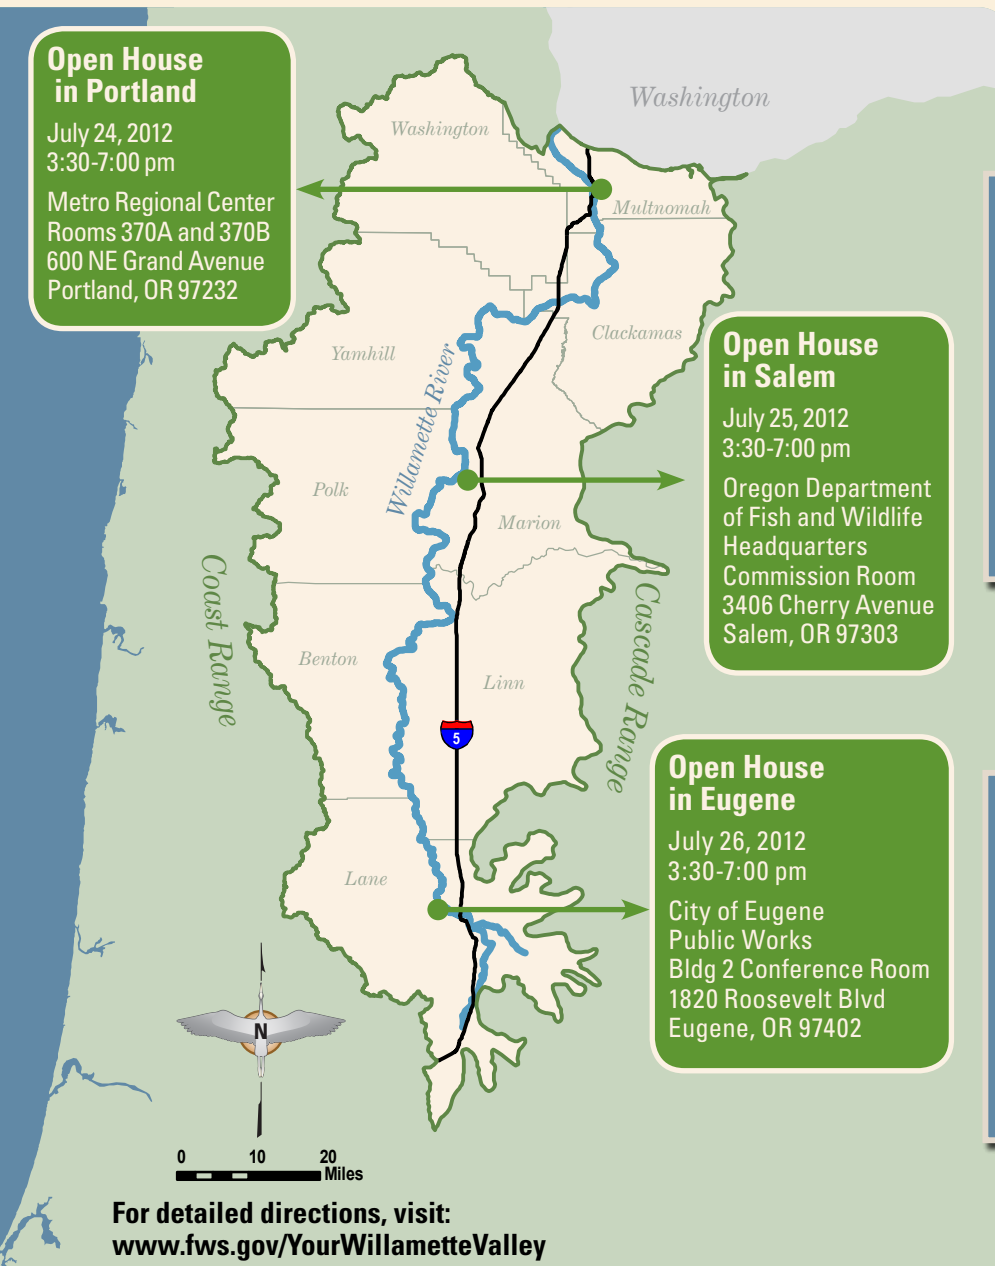 Open House
in Portland
July 24, 2012
3:30-7:00 pm
Metro Regional Center
Rooms 370A and 370B
600 NE Grand Avenue
Portland, OR 97232
Washington
Washington
Multnomah
Clackamas
Yamhill
Willamette River
Open House
in Salem
July 25, 2012
3:30-7:00 pm
Oregon Department
of Fish and Wildlife
Headquarters
Commission Room
3406 Cherry Avenue
Salem, OR 97303
Polk
Marion
Coast Range
Cascade Range
Benton
Linn
5
Open House
in Eugene
July 26, 2012
3:30-7:00 pm
City of Eugene
Public Works
Bldg 2 Conference Room
1820 Roosevelt Blvd
Eugene, OR 97402
Lane
N
0 10 20
Miles
For detailed directions, visit:
www.fws.gov/YourWillametteValley